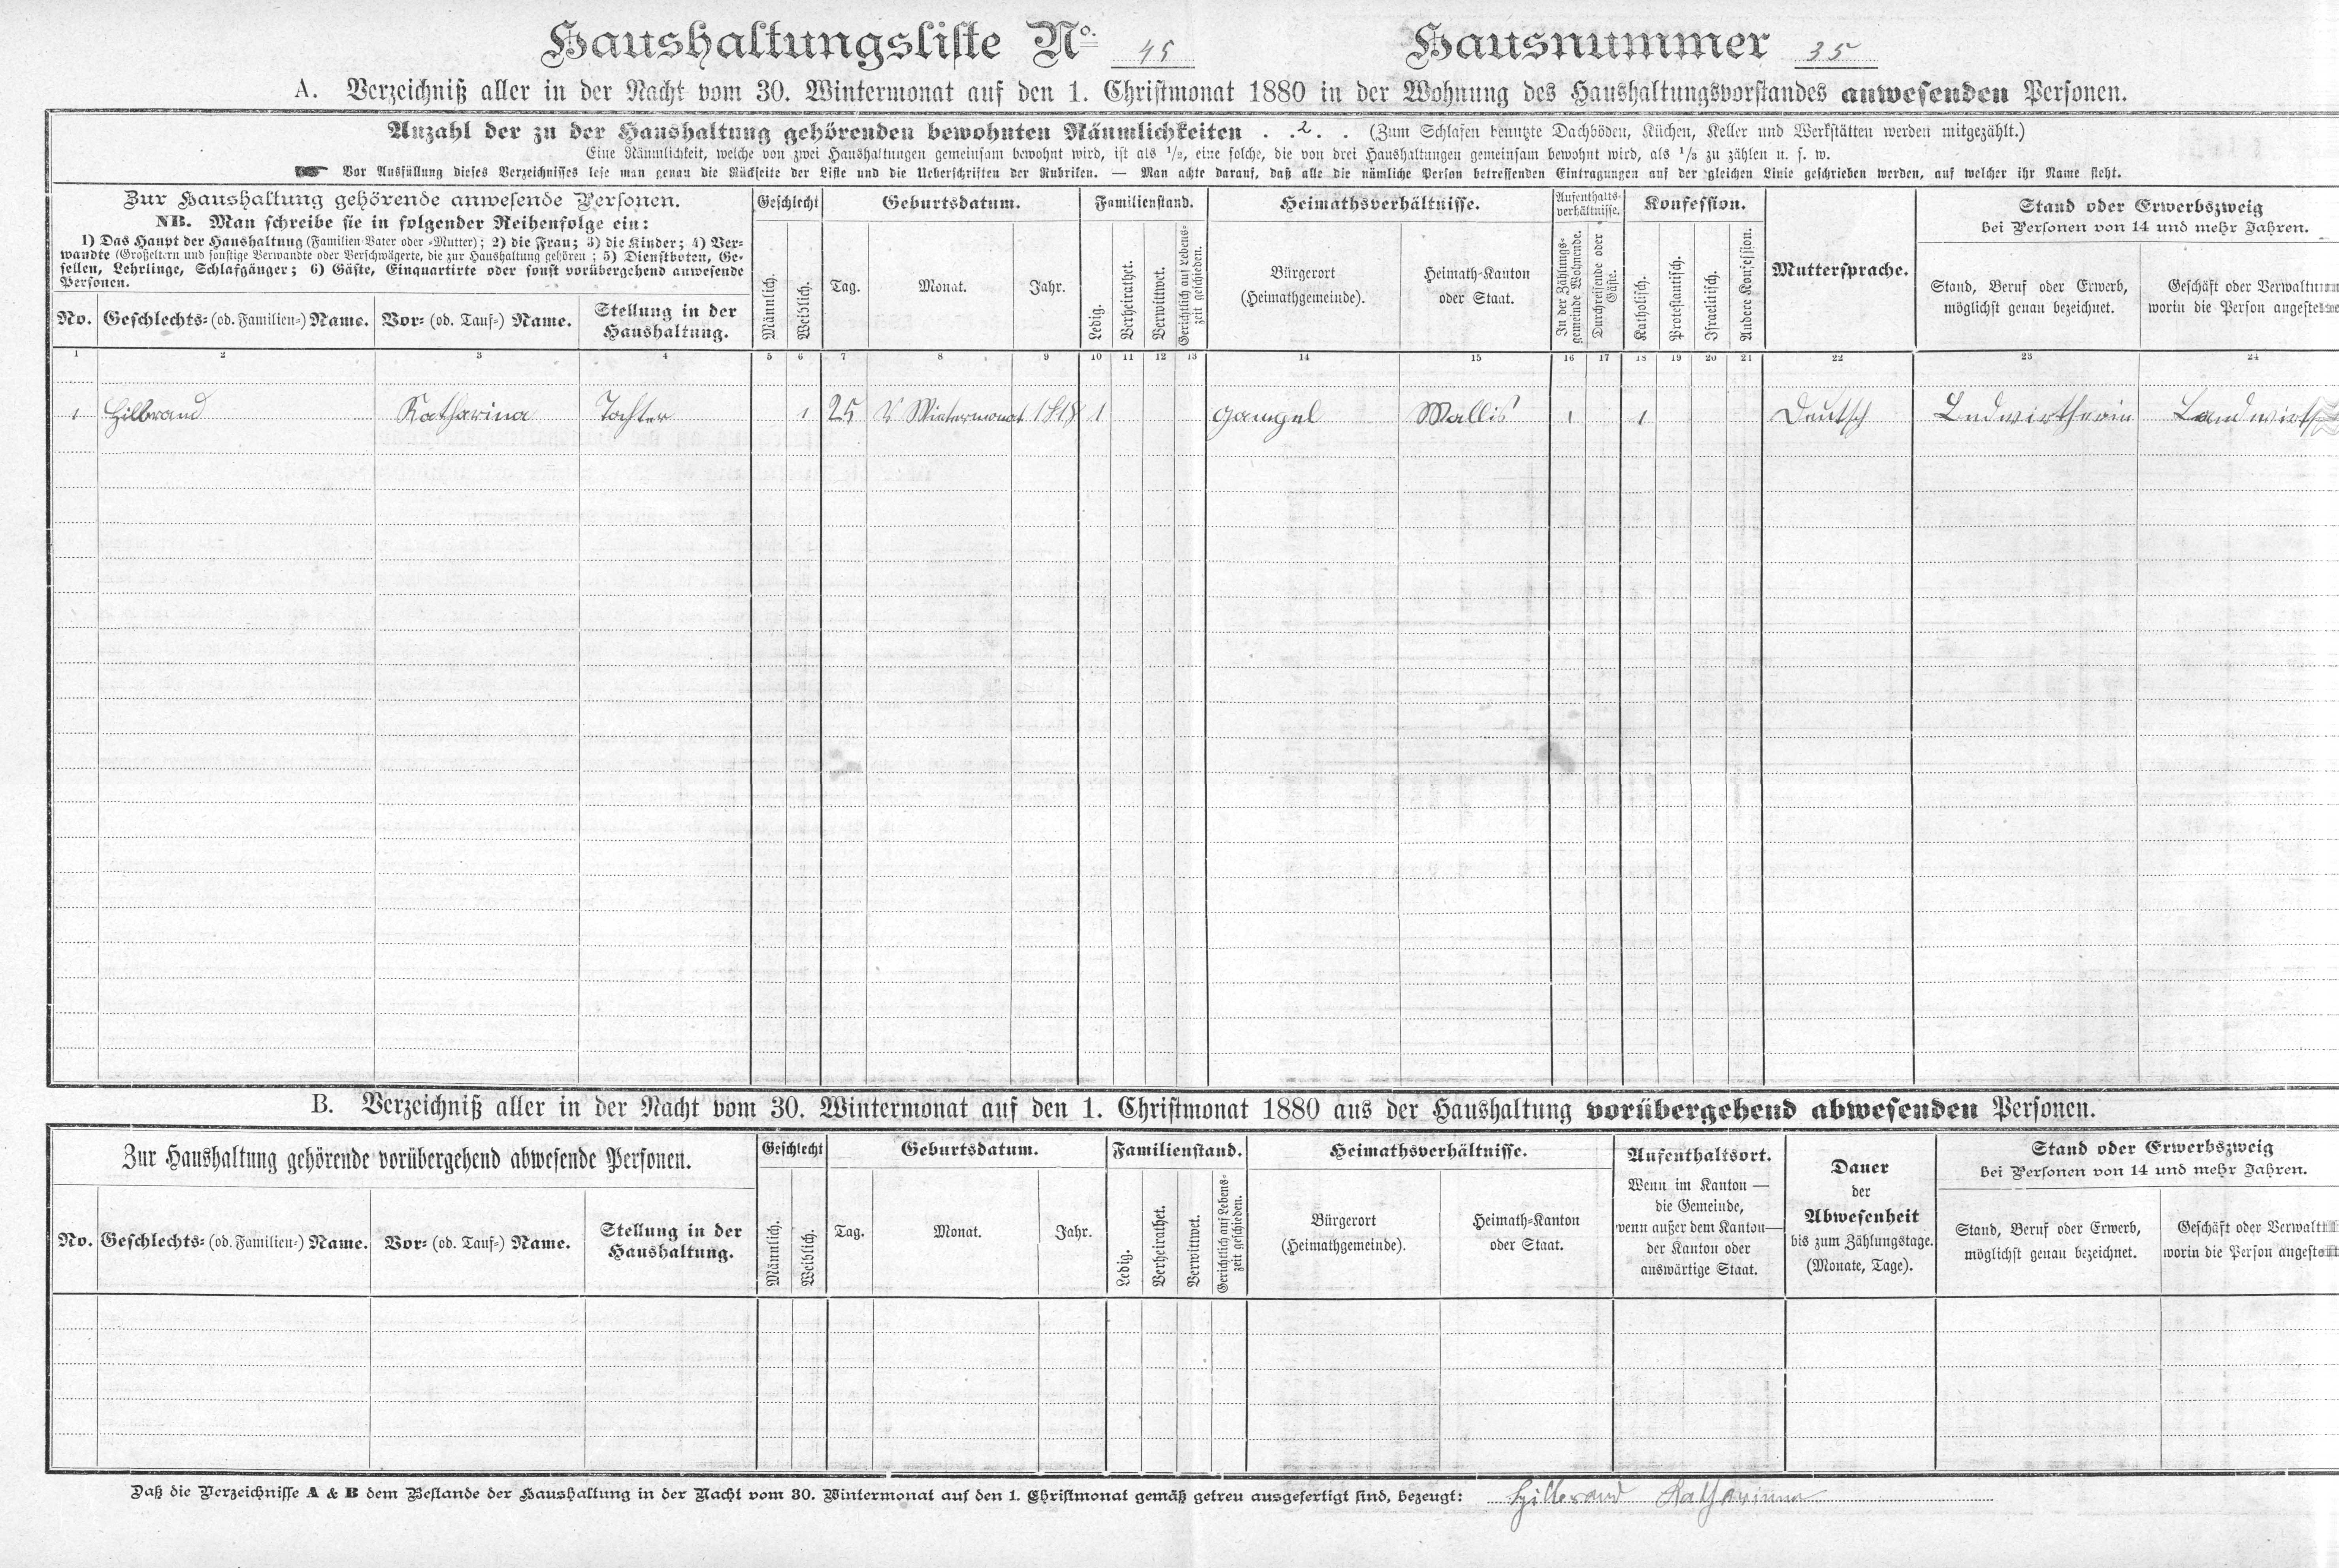 Haushaltungsliste No. 45 Hausnummer 35
A. Verzeichniß aller in der Nacht vom 30. Wintermonat auf den 1. Christmonat 1880 in der Wohnung des Haushaltungsvorstandes anwesenden Personen.
Anzahl der zu der Haushaltung gehörenden bewohnten Räumlichkeiten . . 2 . . (Zum Schlafen benutzte Dachböden, Küchen, Keller und Werkstätten werden mitgezählt.)
Eine Räumlichkeit, welche von zwei Haushaltungen gemeinsam bewohnt wird, ist als 1/2, eine solche, die von drei Haushaltungen gemeinsam bewohnt wird, als 1/3 zu zählen u. s. w.
Vor Ausfüllung dieses Verzeichnisses lese man genau die Rückseite der Liste und die Ueberschriften der Rubriken. — Man achte darauf, daß alle die nämliche Person betreffenden Eintragungen auf der gleichen Linie geschrieben werden, auf welcher ihr Name steht.
Zur Haushaltung gehörende anwesende Personen.
NB. Man schreibe sie in folgender Reihenfolge ein:
1) Das Haupt der Haushaltung (Familien-Vater oder -Mutter); 2) die Frau; 3) die Kinder; 4) Ver-
wandte (Großeltern und sonstige Verwandte oder Verschwägerte, die zur Haushaltung gehören; 5) Dienstboten, Ge-
sellen, Lehrlinge, Schlafgänger; 6) Gäste, Einquartirte oder sonst vorübergehend anwesende
Personen.
No. Geschlechts- (od. Familien-) Name. Vor- (od. Tauf-) Name. Stellung in der
Haushaltung.
Geschlecht
Männlich.
Weiblich.
Geburtsdatum.
Tag. Monat. Jahr.
Familienstand.
Ledig.
Verheirathet.
Verwittwet.
Gerichtlich auf Lebens-
zeit geschieden.
Heimathsverhältnisse.
Bürgerort
(Heimathgemeinde).
Heimath-Kanton
oder Staat.
Aufenthalts-
verhältnisse.
In der Zählungs-
gemeinde Wohnende.
Durchreisende oder
Gäste.
Konfession.
Katholisch.
Protestantisch.
Israelitisch.
Andere Konfession.
Muttersprache.
Stand oder Erwerbszweig
bei Personen von 14 und mehr Jahren.
Stand, Beruf oder Erwerb,
möglichst genau bezeichnet.
Geschäft oder Verwaltung
worin die Person angestellt
1 2 3 4 5 6 7 8 9 10 11 12 13 14 15 16 17 18 19 20 21 22 23 24
1 Hilbrand Katharina Tochter 1 25 Wintermonat 1818 1 Gampel Wallis 1 1 Deutsch Landwirtherin Landwirth
B. Verzeichniß aller in der Nacht vom 30. Wintermonat auf den 1. Christmonat 1880 aus der Haushaltung vorübergehend abwesenden Personen.
Zur Haushaltung gehörende vorübergehend abwesende Personen.
No. Geschlechts- (od. Familien-) Name. Vor- (od. Tauf-) Name. Stellung in der
Haushaltung.
Geschlecht
Männlich.
Weiblich.
Geburtsdatum.
Tag. Monat. Jahr.
Familienstand.
Ledig.
Verheirathet.
Verwittwet.
Gerichtlich auf Lebens-
zeit geschieden.
Heimathsverhältnisse.
Bürgerort
(Heimathgemeinde).
Heimath-Kanton
oder Staat.
Aufenthaltsort.
Wenn im Kanton —
die Gemeinde,
wenn außer dem Kanton—
der Kanton oder
auswärtige Staat.
Dauer
der
Abwesenheit
bis zum Zählungstage.
(Monate, Tage).
Stand oder Erwerbszweig
bei Personen von 14 und mehr Jahren.
Stand, Beruf oder Erwerb,
möglichst genau bezeichnet.
Geschäft oder Verwalt
worin die Person angestellt
Daß die Verzeichnisse A & B dem Bestande der Haushaltung in der Nacht vom 30. Wintermonat auf den 1. Christmonat gemäß getreu ausgefertigt sind, bezeugt: Hilbrand Katharinna